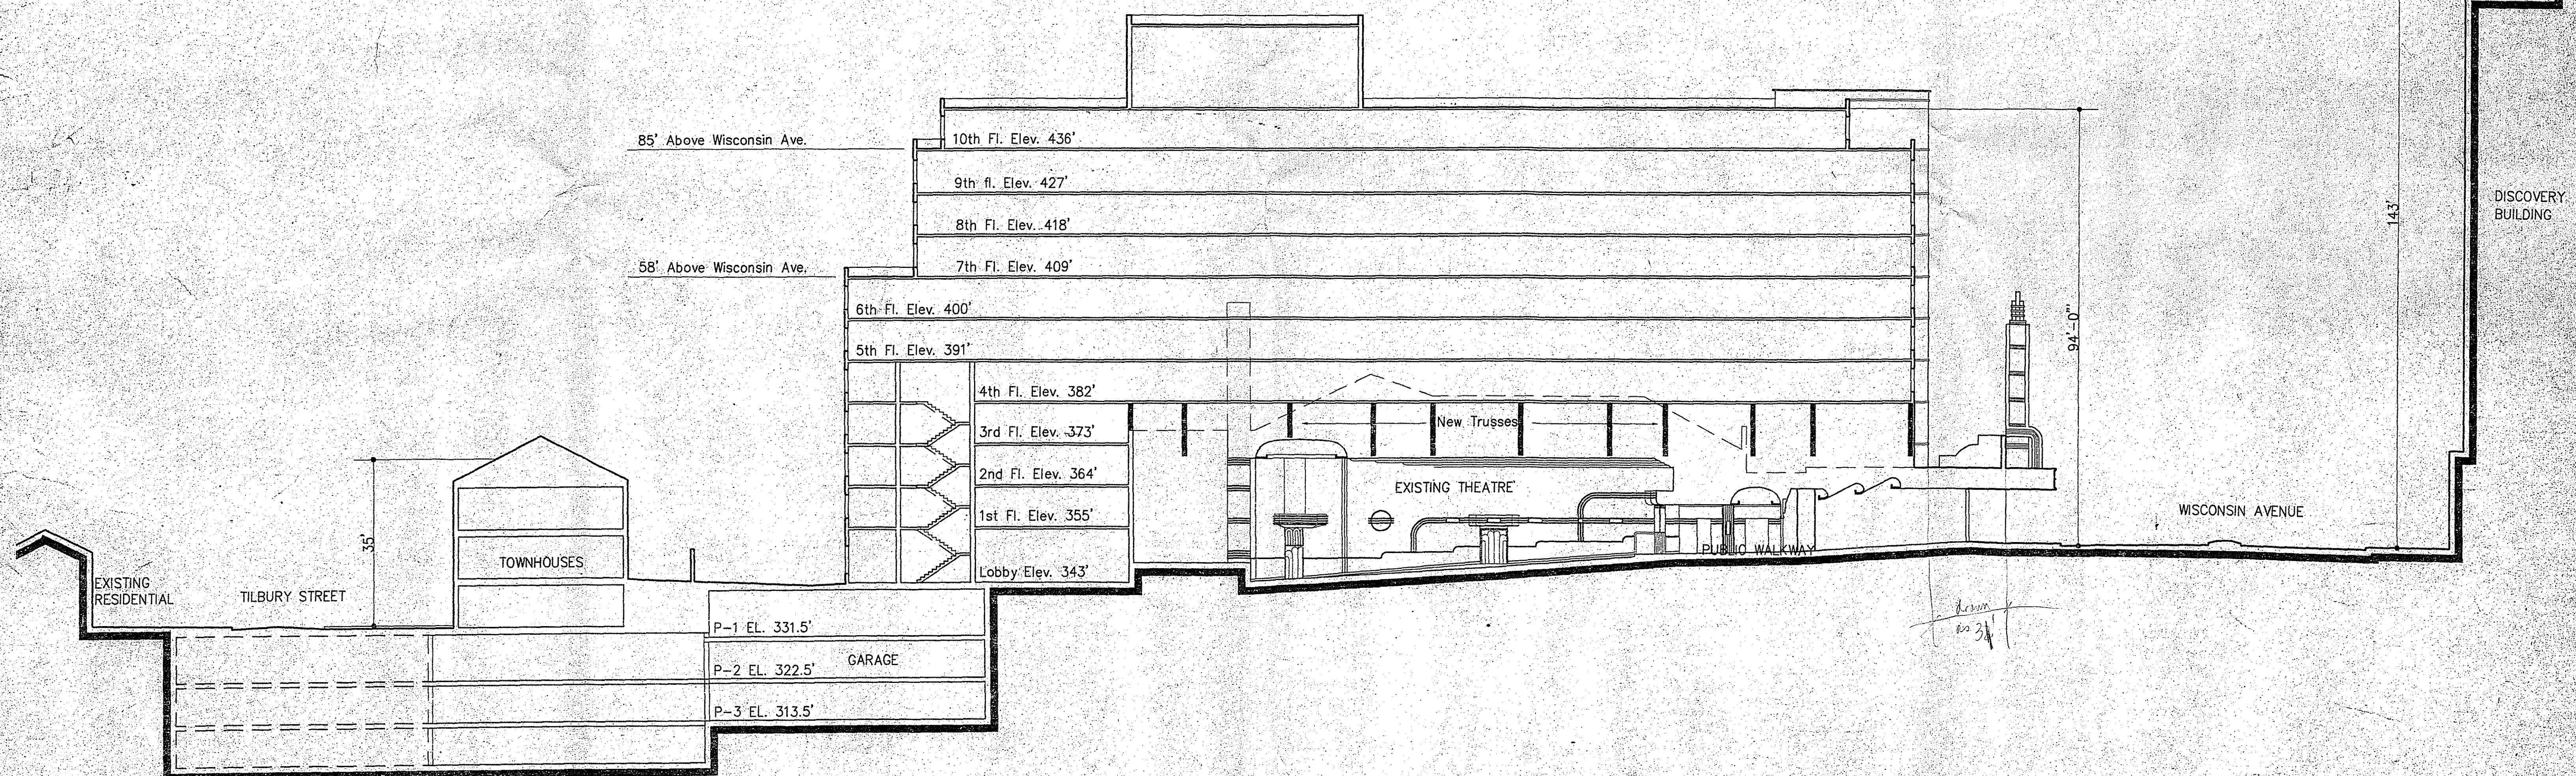 85' Above Wisconsin Ave.
10th Fl. Elev. 436'
9th fl. Elev. 427'
8th Fl. Elev. 418'
58' Above Wisconsin Ave.
7th Fl. Elev. 409'
6th Fl. Elev. 400'
5th Fl. Elev. 391'
4th Fl. Elev. 382'
3rd Fl. Elev. 373'
New Trusses
2nd Fl. Elev. 364'
EXISTING THEATRE
1st Fl. Elev. 355'
Lobby Elev. 343'
PUBLIC WALKWAY
WISCONSIN AVENUE
94'-0"
143'
DISCOVERY
BUILDING
35'
TOWNHOUSES
EXISTING
RESIDENTIAL
TILBURY STREET
P-1 EL. 331.5'
GARAGE
P-2 EL. 322.5'
P-3 EL. 313.5'
drawn
as